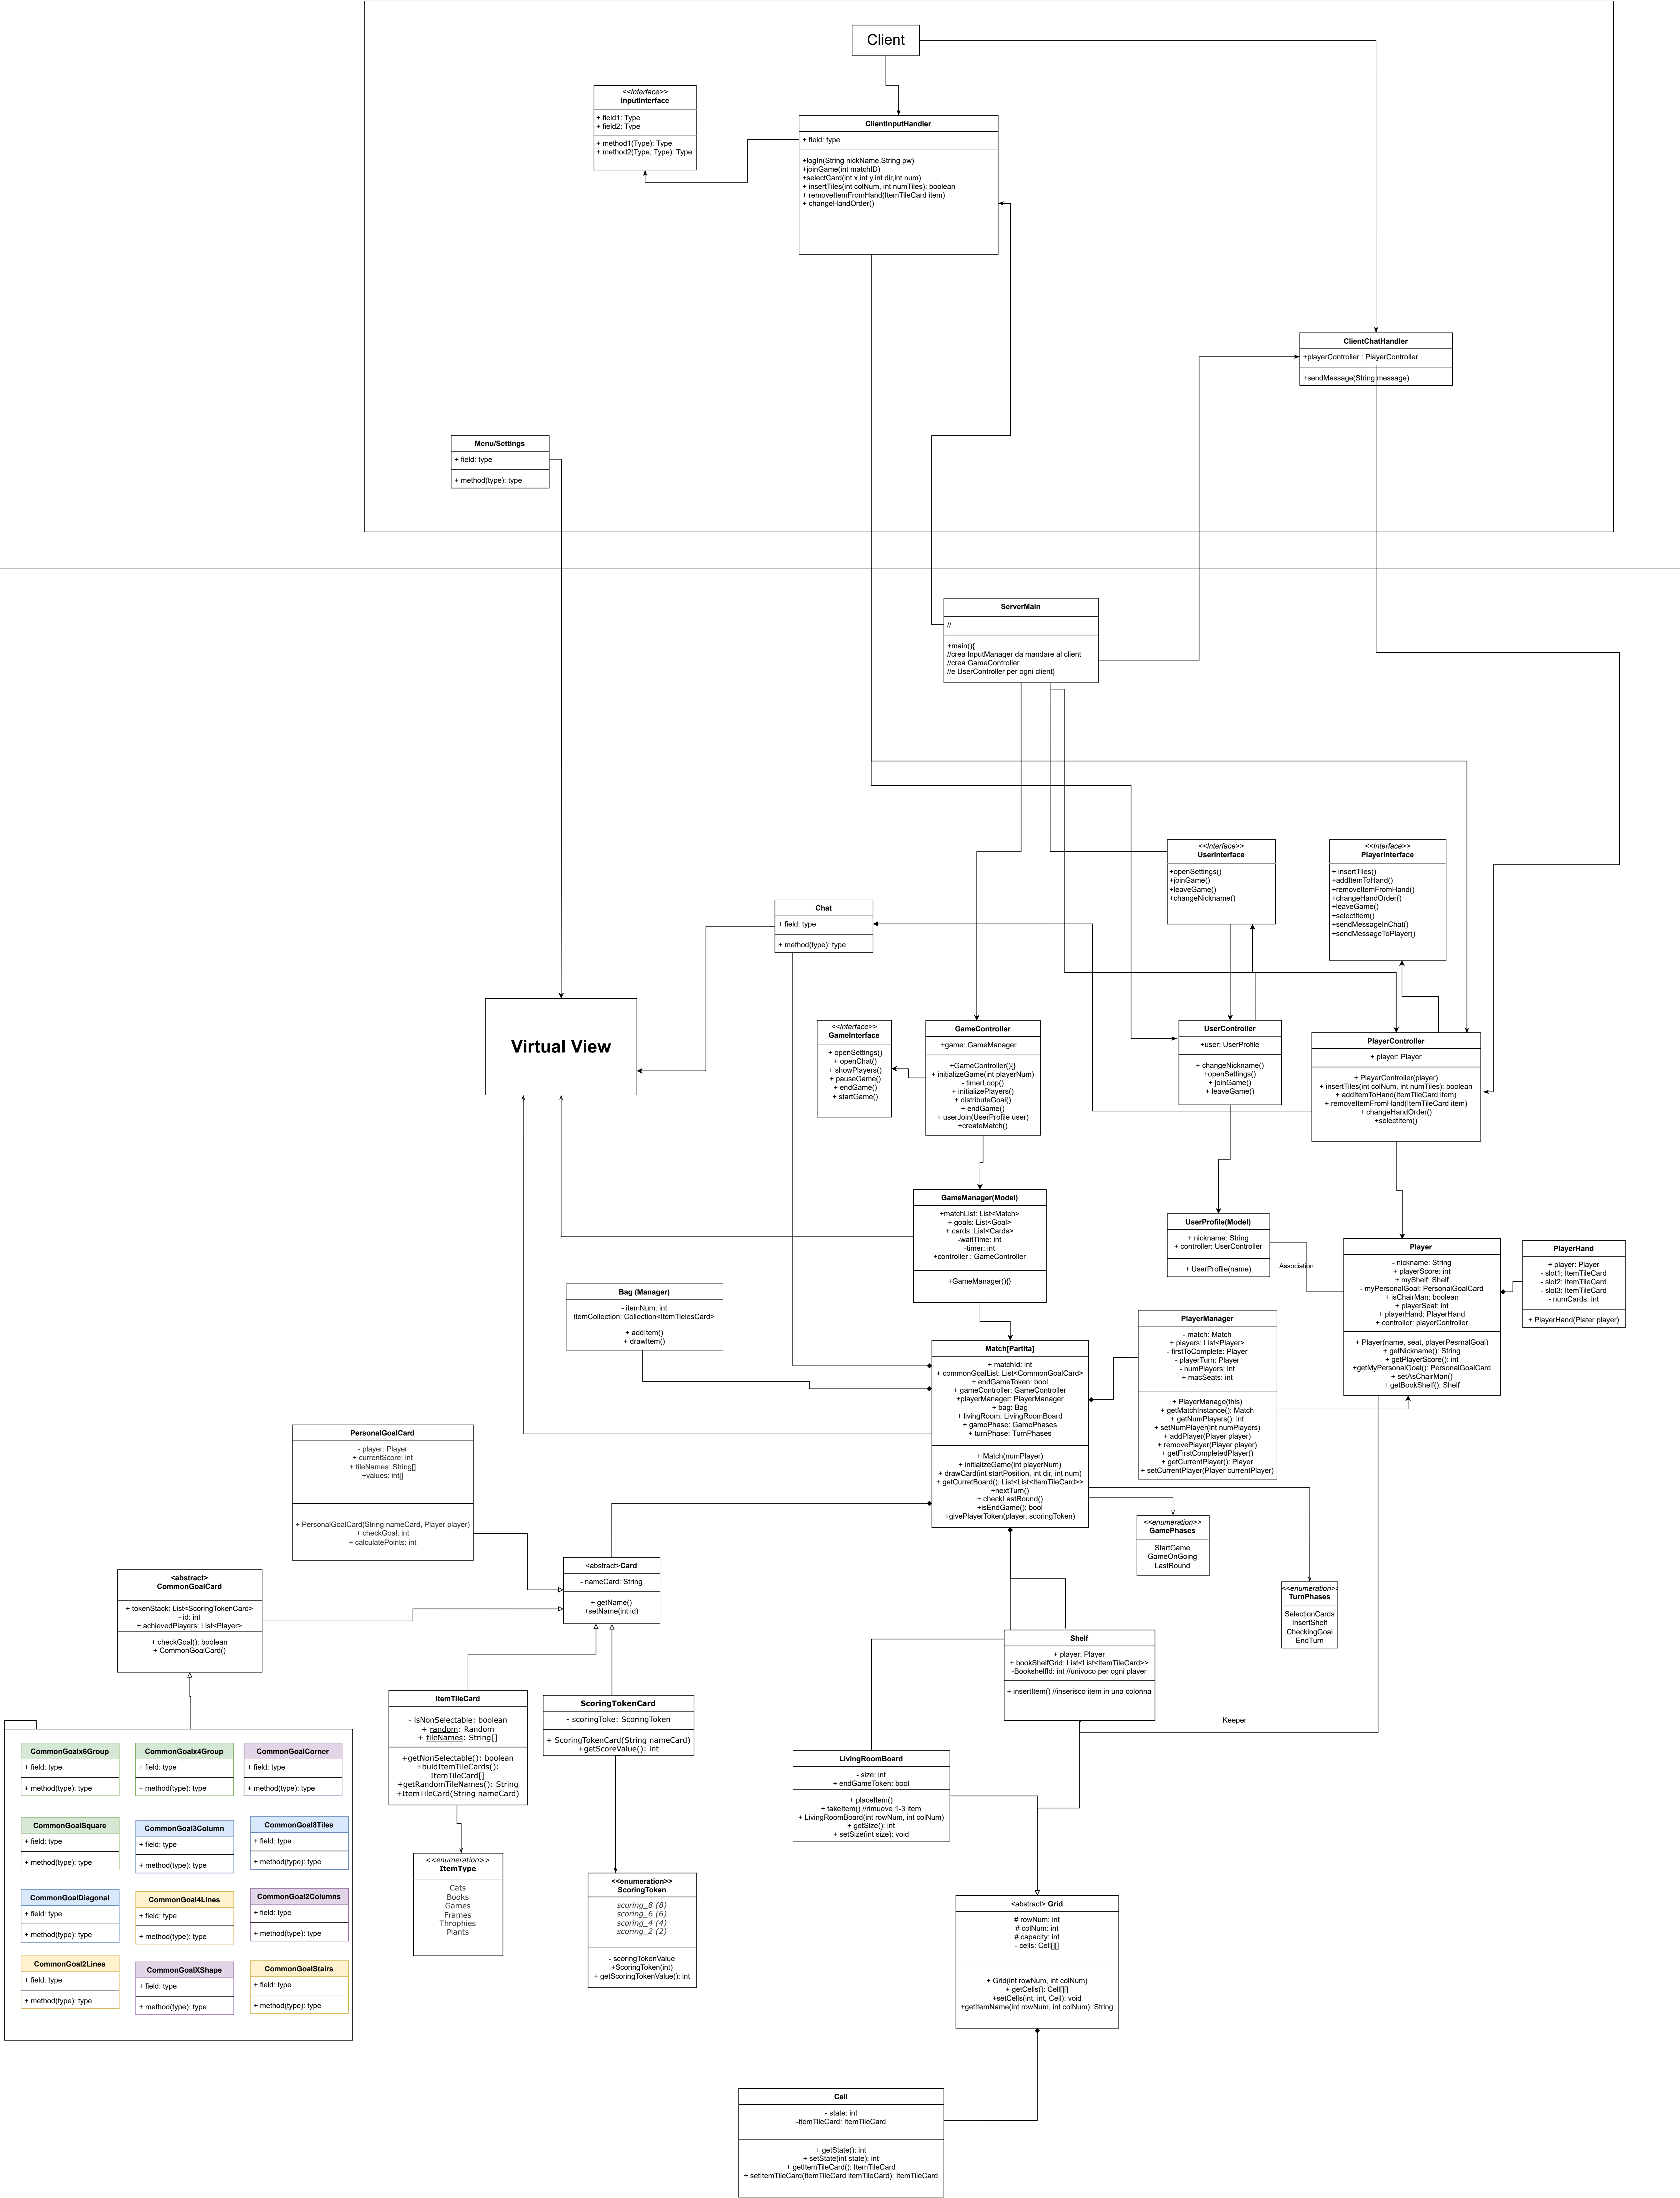 Client
<<Interface>>
InputInterface
+ field1: Type
+ field2: Type
+ method1(Type): Type
+ method2(Type, Type): Type
ClientInputHandler
+ field: type
+logIn(String nickName,String pw)
+joinGame(int matchID)
+selectCard(int x,int y,int dir,int num)
+ insertTiles(int colNum, int numTiles): boolean
+ removeItemFromHand(ItemTileCard item)
+ changeHandOrder()
ClientChatHandler
+playerController : PlayerController
+sendMessage(String message)
Menu/Settings
+ field: type
+ method(type): type
ServerMain
//
+main(){
//crea InputManager da mandare al client
//crea GameController
//e UserController per ogni client}
<<Interface>>
UserInterface
+openSettings()
+joinGame()
+leaveGame()
+changeNickname()
<<Interface>>
PlayerInterface
+ insertTiles()
+addItemToHand()
+removeItemFromHand()
+changeHandOrder()
+leaveGame()
+selectItem()
+sendMessageInChat()
+sendMessageToPlayer()
Chat
+ field: type
+ method(type): type
Virtual View
<<Interface>>
GameInterface
+ openSettings()
+ openChat()
+ showPlayers()
+ pauseGame()
+ endGame()
+ startGame()
GameController
+game: GameManager
+GameController(){}
+ initializeGame(int playerNum)
- timerLoop()
+ initializePlayers()
+ distributeGoal()
+ endGame()
+ userJoin(UserProfile user)
+createMatch()
UserController
+user: UserProfile
+ changeNickname()
+openSettings()
+ joinGame()
+ leaveGame()
PlayerController
+ player: Player
+ PlayerController(player)
+ insertTiles(int colNum, int numTiles): boolean
+ addItemToHand(ItemTileCard item)
+ removeItemFromHand(ItemTileCard item)
+ changeHandOrder()
+selectItem()
GameManager(Model)
+matchList: List<Match>
+ goals: List<Goal>
+ cards: List<Cards>
-waitTime: int
-timer: int
+controller : GameController
+GameManager(){}
UserProfile(Model)
+ nickname: String
+ controller: UserController
+ UserProfile(name)
Association
Player
- nickname: String
+ playerScore: int
+ myShelf: Shelf
- myPersonalGoal: PersonalGoalCard
+ isChairMan: boolean
+ playerSeat: int
+ playerHand: PlayerHand
+ controller: playerController
+ Player(name, seat, playerPesrnalGoal)
+ getNickname(): String
+ getPlayerScore(): int
+getMyPersonalGoal(): PersonalGoalCard
+ setAsChairMan()
+ getBookShelf(): Shelf
PlayerHand
+ player: Player
- slot1: ItemTileCard
- slot2: ItemTileCard
- slot3: ItemTileCard
- numCards: int
+ PlayerHand(Plater player)
Bag (Manager)
- itemNum: int
itemCollection: Collection<ItemTielesCard>
+ addItem()
+ drawItem()
PlayerManager
- match: Match
+ players: List<Player>
- firstToComplete: Player
- playerTurn: Player
- numPlayers: int
+ macSeats: int
+ PlayerManage(this)
+ getMatchInstance(): Match
+ getNumPlayers(): int
+ setNumPlayer(int numPlayers)
+ addPlayer(Player player)
+ removePlayer(Player player)
+ getFirstCompletedPlayer()
+ getCurrentPlayer(): Player
+ setCurrentPlayer(Player currentPlayer)
Match[Partita]
+ matchId: int
+ commonGoalList: List<CommonGoalCard>
+ endGameToken: bool
+ gameController: GameController
+playerManager: PlayerManager
+ bag: Bag
+ livingRoom: LivingRoomBoard
+ gamePhase: GamePhases
+ turnPhase: TurnPhases
+ Match(numPlayer)
+ initializeGame(int playerNum)
+ drawCard(int startPosition, int dir, int num)
+ getCurretBoard(): List<List<ItemTileCard>>
+nextTurn()
+ checkLastRound()
+isEndGame(): bool
+givePlayerToken(player, scoringToken)
PersonalGoalCard
- player: Player
+ currentScore: int
+ tileNames: String[]
+values: int[]
+ PersonalGoalCard(String nameCard, Player player)
+ checkGoal: int
+ calculatePoints: int
<<enumeration>>
GamePhases
StartGame
GameOnGoing
LastRound
<<enumeration>
TurnPhases
SelectionCards
InsertShelf
CheckingGoal
EndTurn
<abstract>Card
- nameCard: String
+ getName()
+setName(int id)
<abstract>
CommonGoalCard
+ tokenStack: List<ScoringTokenCard>
- id: int
+ achievedPlayers: List<Player>
+ checkGoal(): boolean
+ CommonGoalCard()
Shelf
+ player: Player
+ bookShelfGrid: List<List<ItemTileCard>>
-BookshelfId: int //univoco per ogni player
+ insertItem() //inserisco item in una colonna
Keeper
ItemTileCard
- isNonSelectable: boolean
+ random: Random
+ tileNames: String[]
+getNonSelectable(): boolean
+buidItemTileCards():
ItemTileCard[]
+getRandomTileNames(): String
+ItemTileCard(String nameCard)
ScoringTokenCard
- scoringToke: ScoringToken
+ ScoringTokenCard(String nameCard)
+getScoreValue(): int
LivingRoomBoard
- size: int
+ endGameToken: bool
+ placeItem()
+ takeItem() //rimuove 1-3 item
+ LivingRoomBoard(int rowNum, int colNum)
+ getSize(): int
+ setSize(int size): void
CommonGoalx6Group
+ field: type
+ method(type): type
CommonGoalx4Group
+ field: type
+ method(type): type
CommonGoalCorner
+ field: type
+ method(type): type
CommonGoalSquare
+ field: type
+ method(type): type
CommonGoal3Column
+ field: type
+ method(type): type
CommonGoal8Tiles
+ field: type
+ method(type): type
CommonGoalDiagonal
+ field: type
+ method(type): type
CommonGoal4Lines
+ field: type
+ method(type): type
CommonGoal2Columns
+ field: type
+ method(type): type
CommonGoal2Lines
+ field: type
+ method(type): type
CommonGoalXShape
+ field: type
+ method(type): type
CommonGoalStairs
+ field: type
+ method(type): type
<<enumeration>>
ItemType
Cats
Books
Games
Frames
Throphies
Plants
<<enumeration>>
ScoringToken
scoring_8 (8)
scoring_6 (6)
scoring_4 (4)
scoring_2 (2)
- scoringTokenValue
+ScoringToken(int)
+ getScoringTokenValue(): int
<abstract> Grid
# rowNum: int
# colNum: int
# capacity: int
- cells: Cell[][]
+ Grid(int rowNum, int colNum)
+ getCells(): Cell[][]
+setCells(int, int, Cell): void
+getItemName(int rowNum, int colNum): String
Cell
- state: int
-itemTileCard: ItemTileCard
+ getState(): int
+ setState(int state): int
+ getItemTileCard(): ItemTileCard
+ setItemTileCard(ItemTileCard itemTileCard): ItemTileCard